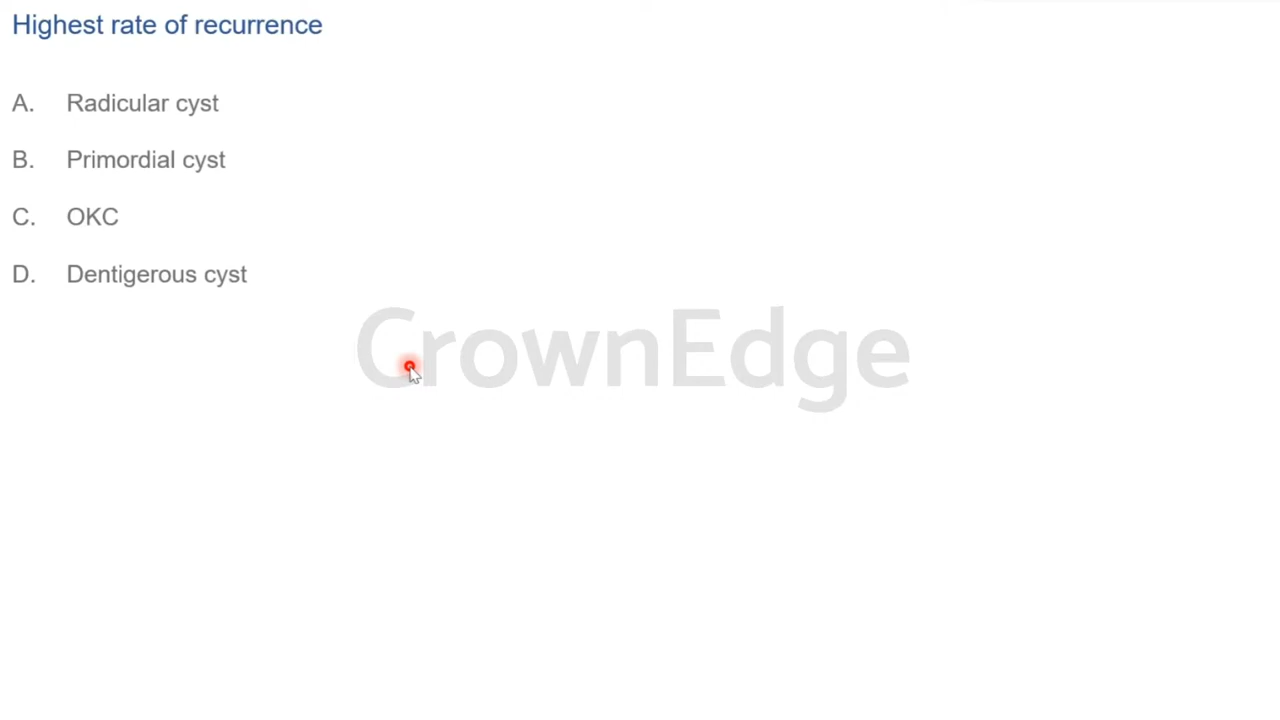 Highest rate of recurrence
A. Radicular cyst
B. Primordial cyst
C. OKC
D. Dentigerous cyst
CrownEdge